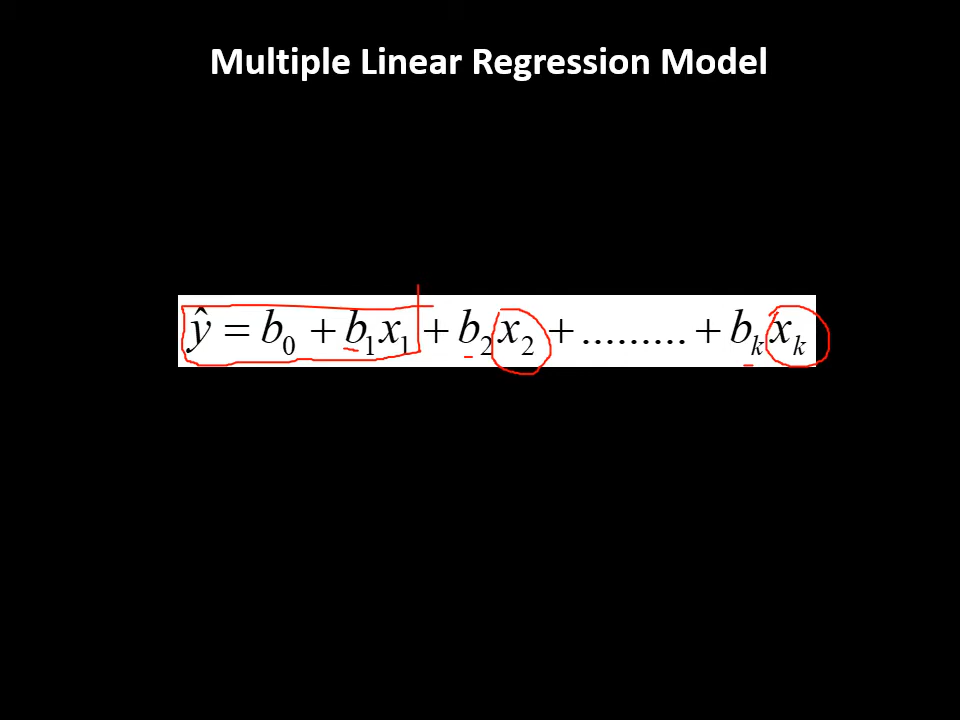 Multiple Linear Regression Model
ŷ = b₀ + b₁x₁ + b₂x₂ + ......... + bₖxₖ